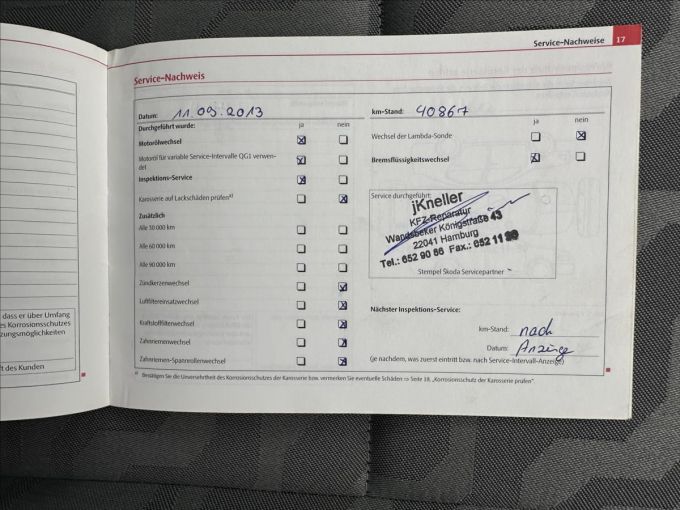 Service-Nachweise 17
Service-Nachweis
Datum: 11.09.2013
km-Stand: 40867
Durchgeführt wurde: ja nein
ja nein
Motorölwechsel
Wechsel der Lambda-Sonde
Motoröl für variable Service-Intervalle QG1 verwen-
det
Bremsflüssigkeitswechsel
Inspektions-Service
Karosserie auf Lackschäden prüfen a)
Service durchgeführt:
jKneller
KFZ-Reparatur
Wandsbeker Königstraße 43
22041 Hamburg
Tel.: 652 90 86 Fax.: 652 11
Stempel Skoda Servicepartner
Zusätzlich
Alle 30 000 km
Alle 60 000 km
Alle 90 000 km
Zündkerzenwechsel
Luftfiltereinsatzwechsel
Kraftstofffilterwechsel
Zahnriemenwechsel
Zahnriemen-Spannrollenwechsel
Nächster Inspektions-Service:
km-Stand: nach
Datum: Anzeige
(je nachdem, was zuerst eintritt bzw. nach Service-Intervall-Anzeige)
a) Bestätigen Sie die Unversehrtheit des Korrosionsschutzes der Karosserie bzw. vermerken Sie eventuelle Schäden ⇒ Seite 18, „Korrosionsschutz der Karosserie prüfen".
dass er über Umfang
es Korrosionsschutzes
zungsmöglichkeiten
ft des Kunden